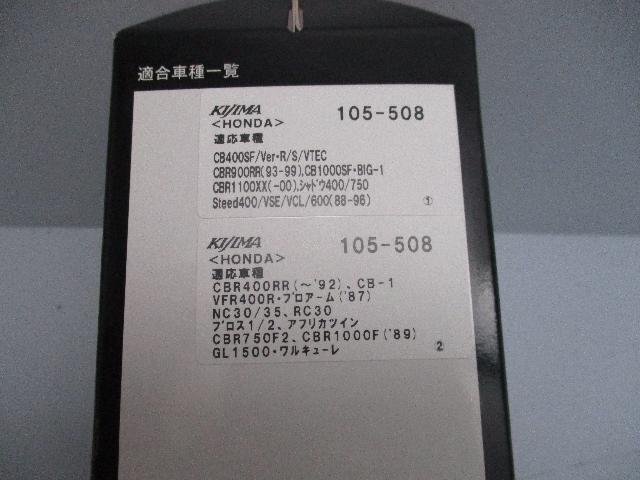 適合車種一覧
KIJIMA 105-508
<HONDA>
適応車種
CB400SF/Ver・R/S/VTEC
CBR900RR(93-99),CB1000SF・BIG-1
CBR1100XX(-00),シャドウ400/750
Steed400/VSE/VCL/600(88-96) ①
KIJIMA 105-508
<HONDA>
適応車種
CBR400RR(〜'92)、CB-1
VFR400R・プロアーム('87)
NC30/35、RC30
ブロス1/2、アフリカツイン
CBR750F2、CBR1000F('89)
GL1500・ワルキューレ ②